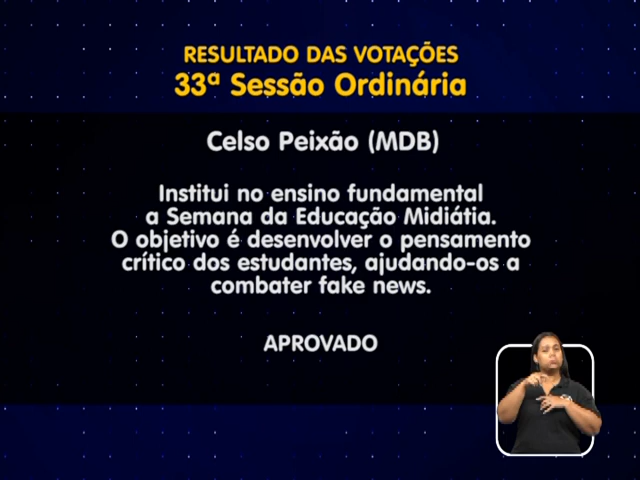 RESULTADO DAS VOTAÇÕES
33ª Sessão Ordinária
Celso Peixão (MDB)
Institui no ensino fundamental
a Semana da Educação Midiátia.
O objetivo é desenvolver o pensamento
crítico dos estudantes, ajudando-os a
combater fake news.
APROVADO